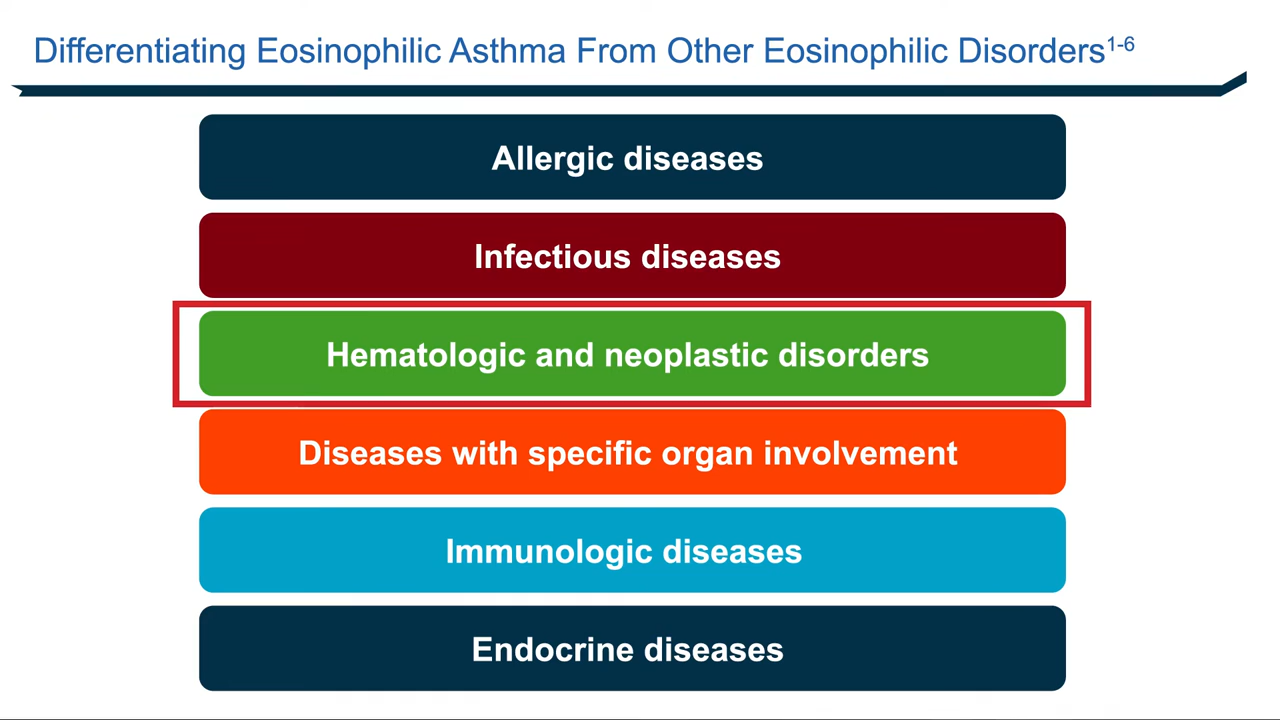 Differentiating Eosinophilic Asthma From Other Eosinophilic Disorders1-6
Allergic diseases
Infectious diseases
Hematologic and neoplastic disorders
Diseases with specific organ involvement
Immunologic diseases
Endocrine diseases